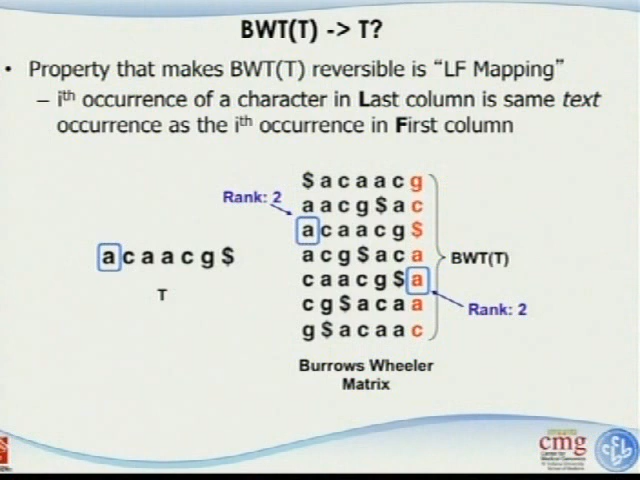 BWT(T) -> T?
• Property that makes BWT(T) reversible is “LF Mapping”
– iᵗʰ occurrence of a character in Last column is same text
occurrence as the iᵗʰ occurrence in First column
Rank: 2
$ a c a a c g
a a c g $ a c
a c a a c g $
a c g $ a c a
c a a c g $ a
c g $ a c a a
g $ a c a a c
a c a a c g $
T
BWT(T)
Rank: 2
Burrows Wheeler
Matrix
cmg